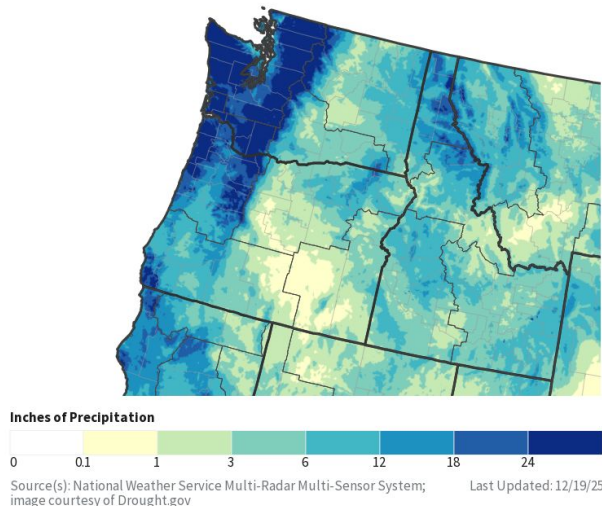 Inches of Precipitation
0 0.1 1 3 6 12 18 24
Source(s): National Weather Service Multi-Radar Multi-Sensor System; Last Updated: 12/19/25
image courtesy of Drought.gov